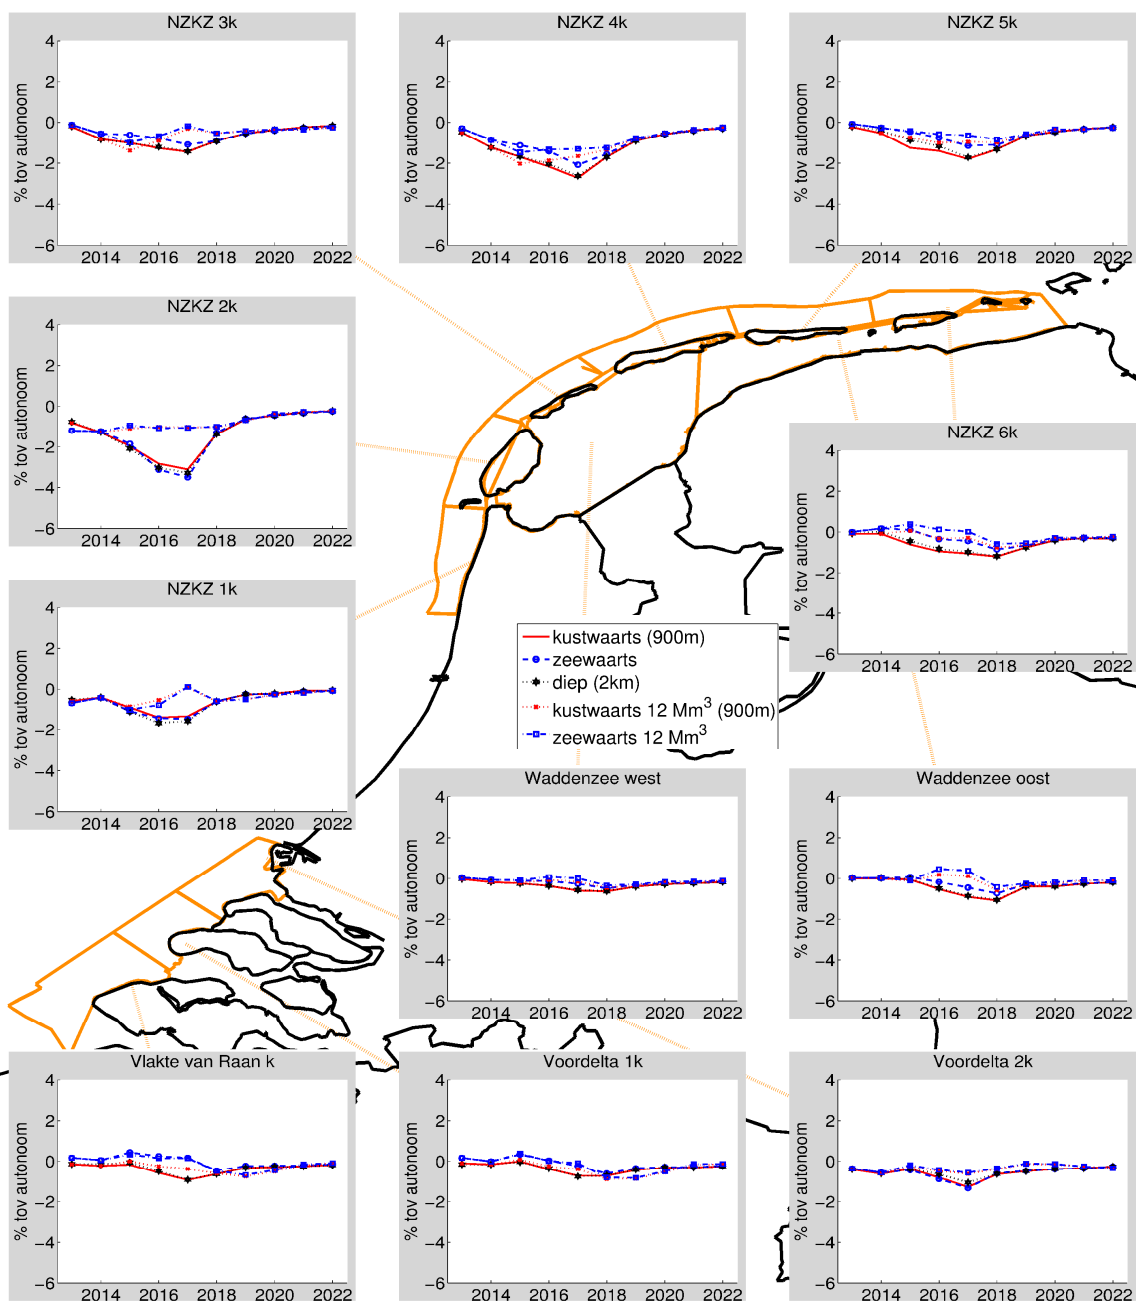 NZKZ 3k
% tov autonoom
4
2
0
−2
−4
−6
2014 2016 2018 2020 2022
NZKZ 4k
% tov autonoom
4
2
0
−2
−4
−6
2014 2016 2018 2020 2022
NZKZ 5k
% tov autonoom
4
2
0
−2
−4
−6
2014 2016 2018 2020 2022
NZKZ 2k
% tov autonoom
4
2
0
−2
−4
−6
2014 2016 2018 2020 2022
NZKZ 6k
% tov autonoom
4
2
0
−2
−4
−6
2014 2016 2018 2020 2022
NZKZ 1k
% tov autonoom
4
2
0
−2
−4
−6
2014 2016 2018 2020 2022
kustwaarts (900m)
zeewaarts
diep (2km)
kustwaarts 12 Mm³ (900m)
zeewaarts 12 Mm³
Waddenzee west
% tov autonoom
4
2
0
−2
−4
−6
2014 2016 2018 2020 2022
Waddenzee oost
% tov autonoom
4
2
0
−2
−4
−6
2014 2016 2018 2020 2022
Vlakte van Raan k
% tov autonoom
4
2
0
−2
−4
−6
2014 2016 2018 2020 2022
Voordelta 1k
% tov autonoom
4
2
0
−2
−4
−6
2014 2016 2018 2020 2022
Voordelta 2k
% tov autonoom
4
2
0
−2
−4
−6
2014 2016 2018 2020 2022